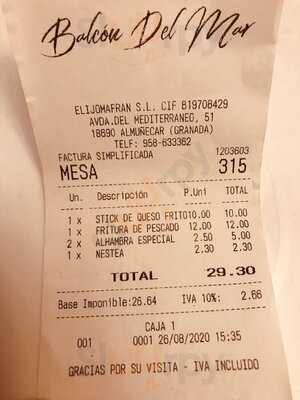 Balcón Del Mar
ELIJOMAFRAN S.L. CIF B19708429
AVDA.DEL MEDITERRANEO, 51
18690 ALMUÑECAR (GRANADA)
TELF: 958-633362
FACTURA SIMPLIFICADA 1203603
MESA 315
Un. Descripción P.Uni TOTAL
1 x STICK DE QUESO FRITO10.00 10.00
1 x FRITURA DE PESCADO 12.00 12.00
2 x ALHAMBRA ESPECIAL 2.50 5.00
1 x NESTEA 2.30 2.30
TOTAL 29.30
Base Imponible:26.64 IVA 10%: 2.66
CAJA 1
001 0001 26/08/2020 15:35
GRACIAS POR SU VISITA - IVA INCLUIDO